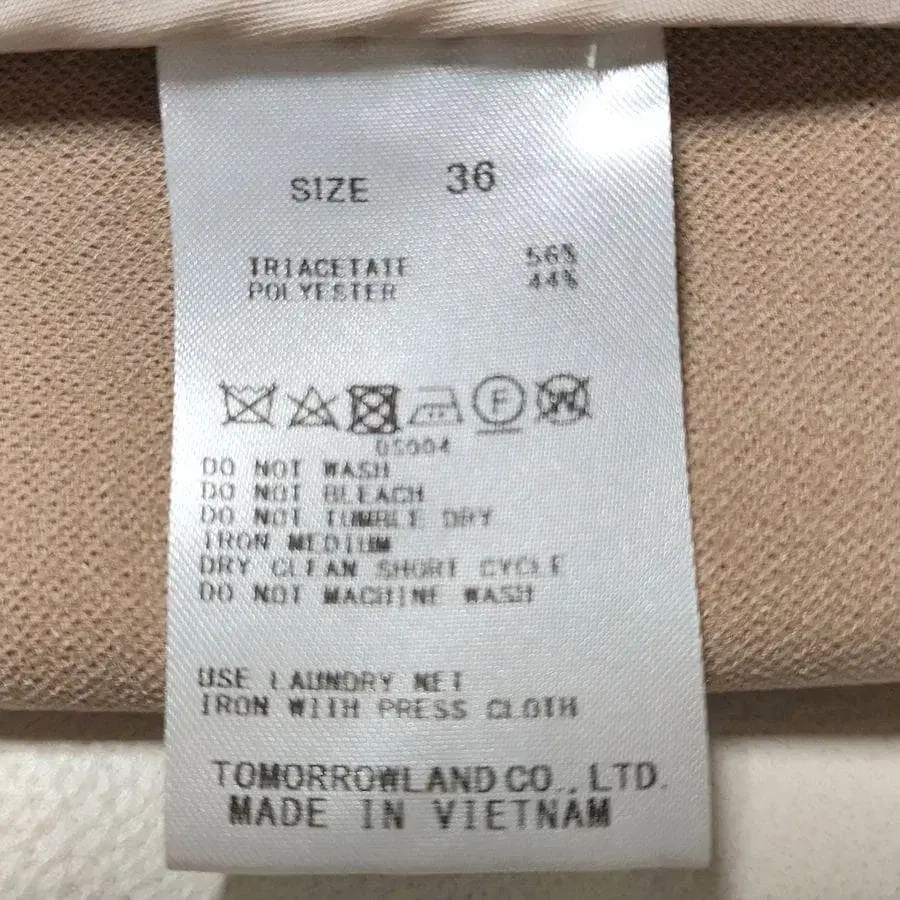 SIZE 36
TRIACETATE 56%
POLYESTER 44%
F W
05004
DO NOT WASH
DO NOT BLEACH
DO NOT TUMBLE DRY
IRON MEDIUM
DRY CLEAN SHORT CYCLE
DO NOT MACHINE WASH
USE LAUNDRY NET
IRON WITH PRESS CLOTH
TOMORROWLAND CO., LTD.
MADE IN VIETNAM